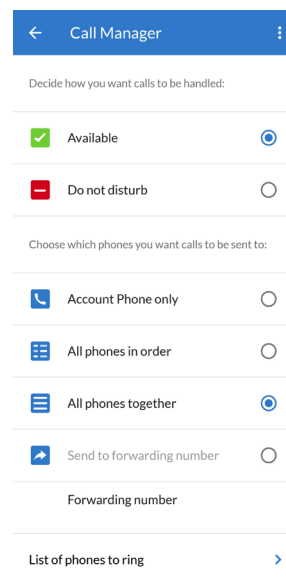 Call Manager
Decide how you want calls to be handled:
Available
Do not disturb
Choose which phones you want calls to be sent to:
Account Phone only
All phones in order
All phones together
Send to forwarding number
Forwarding number
List of phones to ring